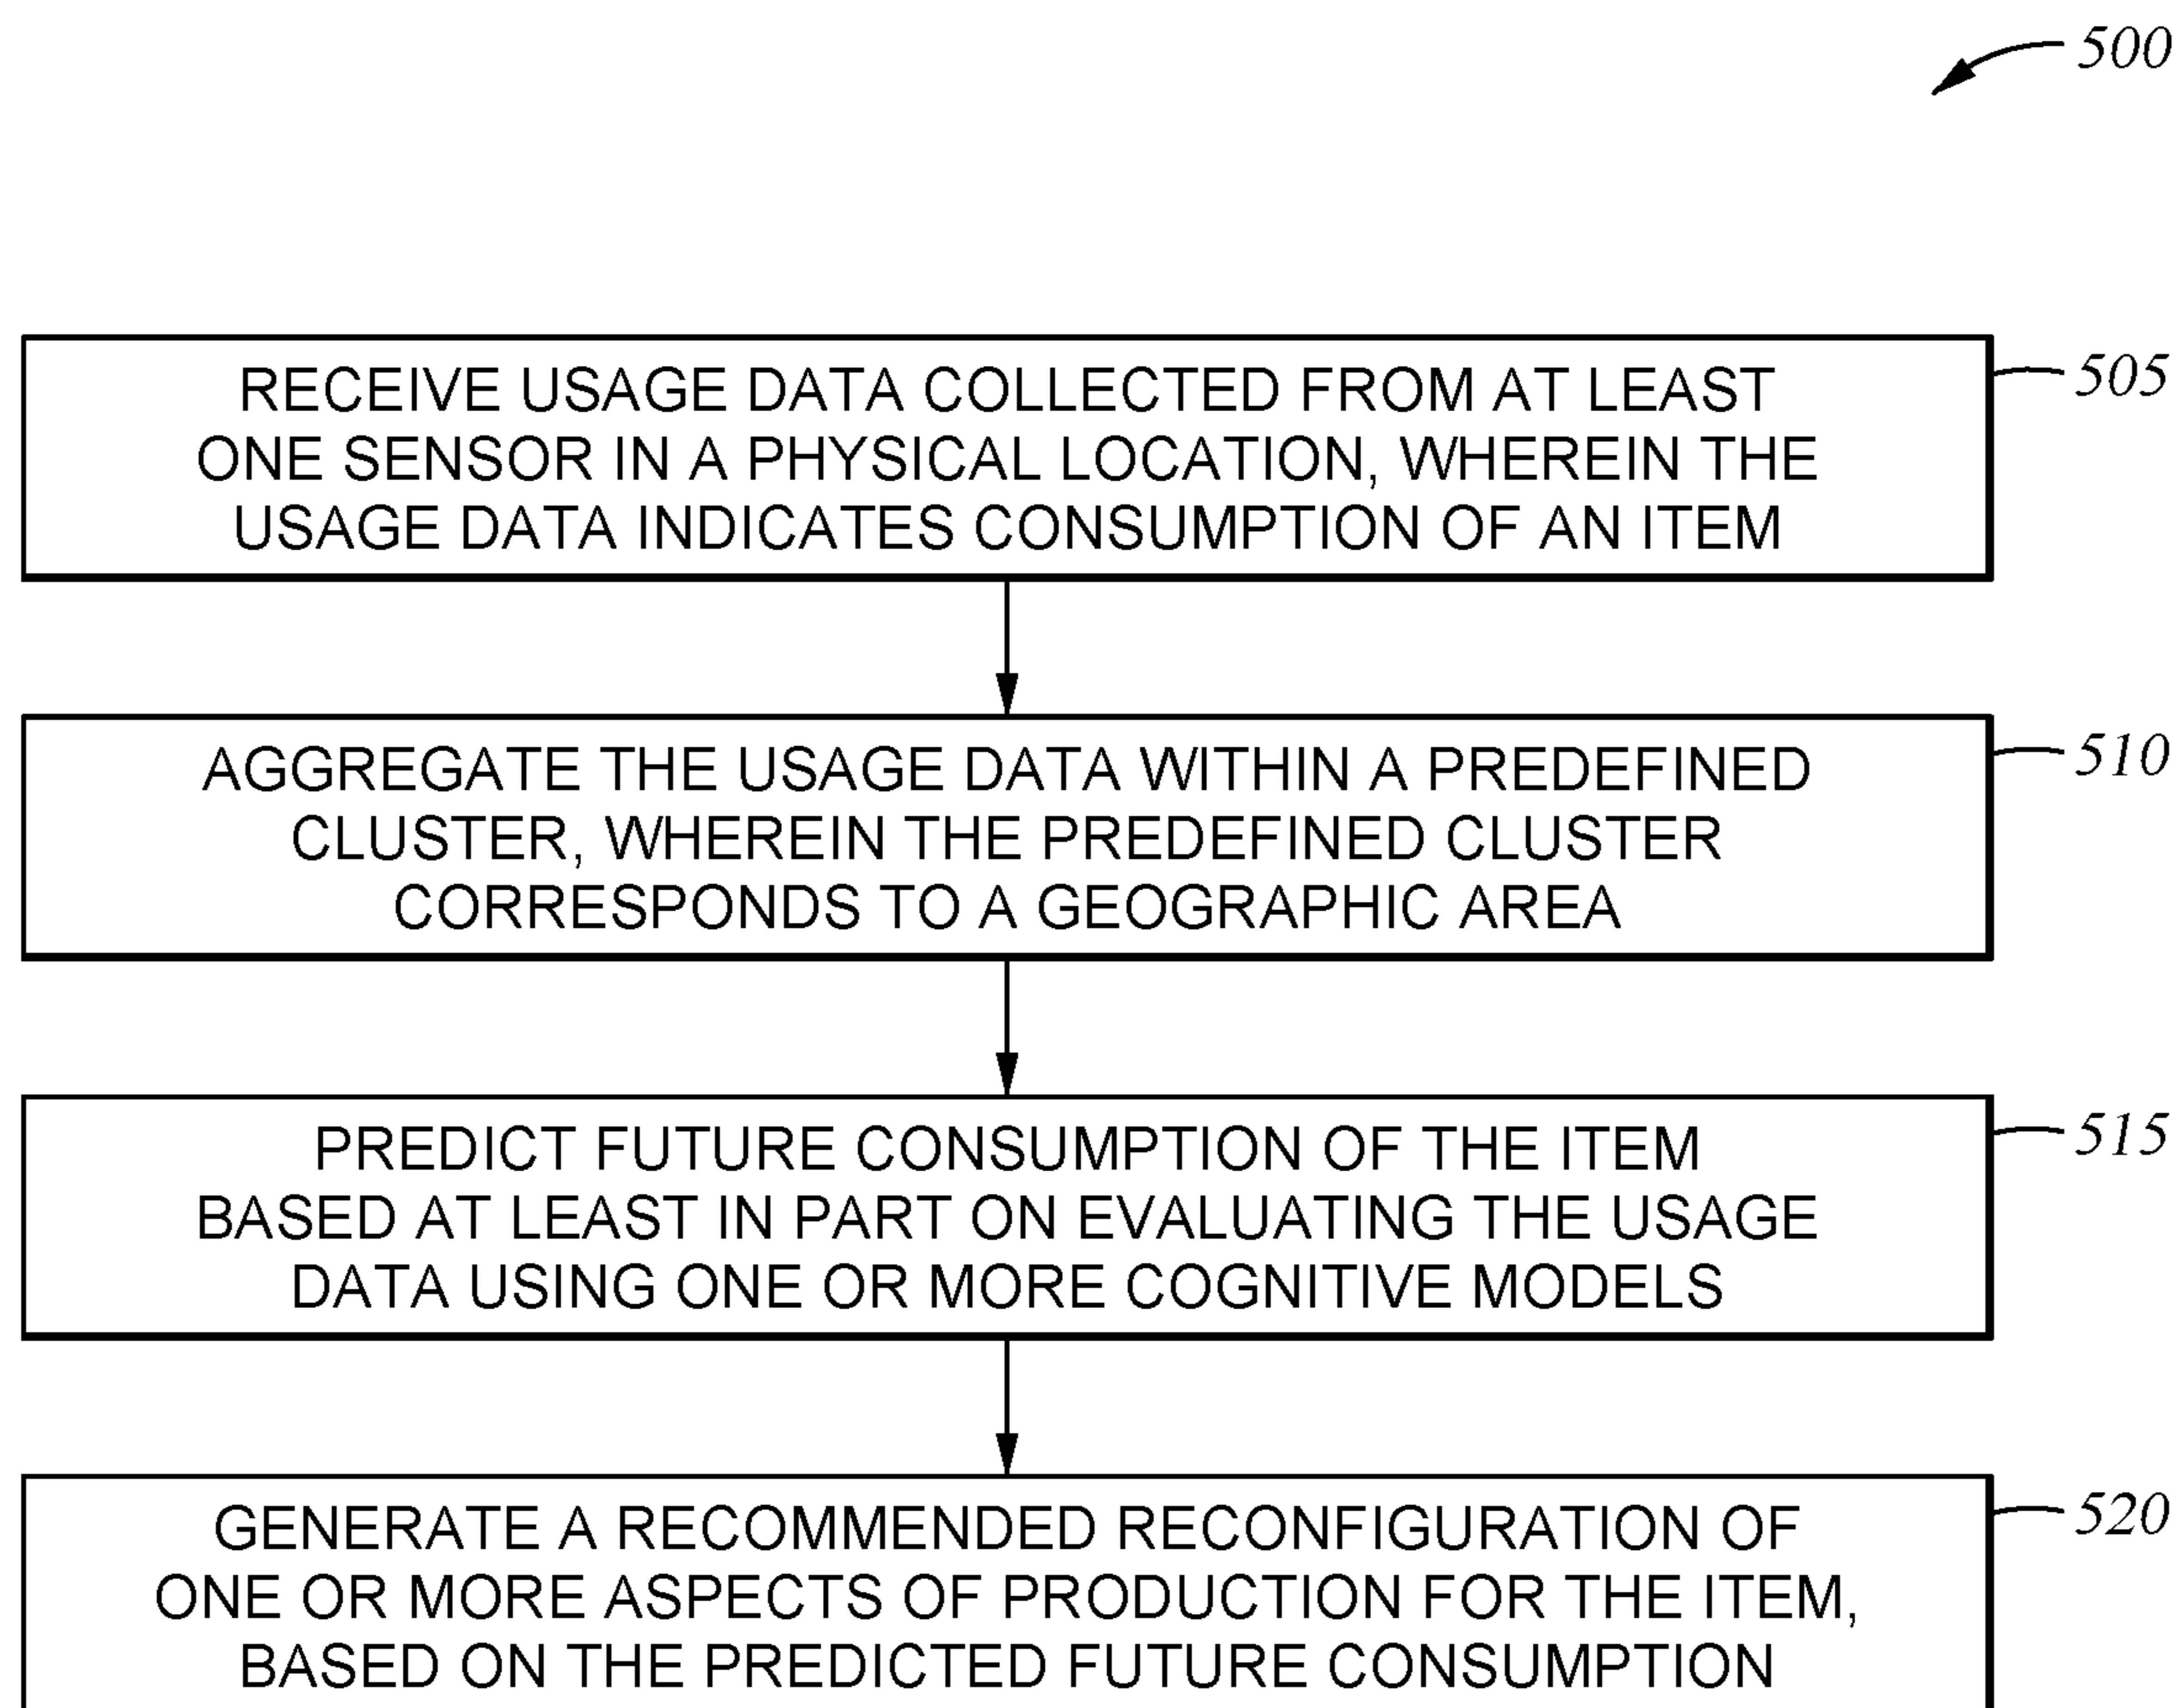 500
RECEIVE USAGE DATA COLLECTED FROM AT LEAST
ONE SENSOR IN A PHYSICAL LOCATION, WHEREIN THE
USAGE DATA INDICATES CONSUMPTION OF AN ITEM
505
AGGREGATE THE USAGE DATA WITHIN A PREDEFINED
CLUSTER, WHEREIN THE PREDEFINED CLUSTER
CORRESPONDS TO A GEOGRAPHIC AREA
510
PREDICT FUTURE CONSUMPTION OF THE ITEM
BASED AT LEAST IN PART ON EVALUATING THE USAGE
DATA USING ONE OR MORE COGNITIVE MODELS
515
GENERATE A RECOMMENDED RECONFIGURATION OF
ONE OR MORE ASPECTS OF PRODUCTION FOR THE ITEM,
BASED ON THE PREDICTED FUTURE CONSUMPTION
520